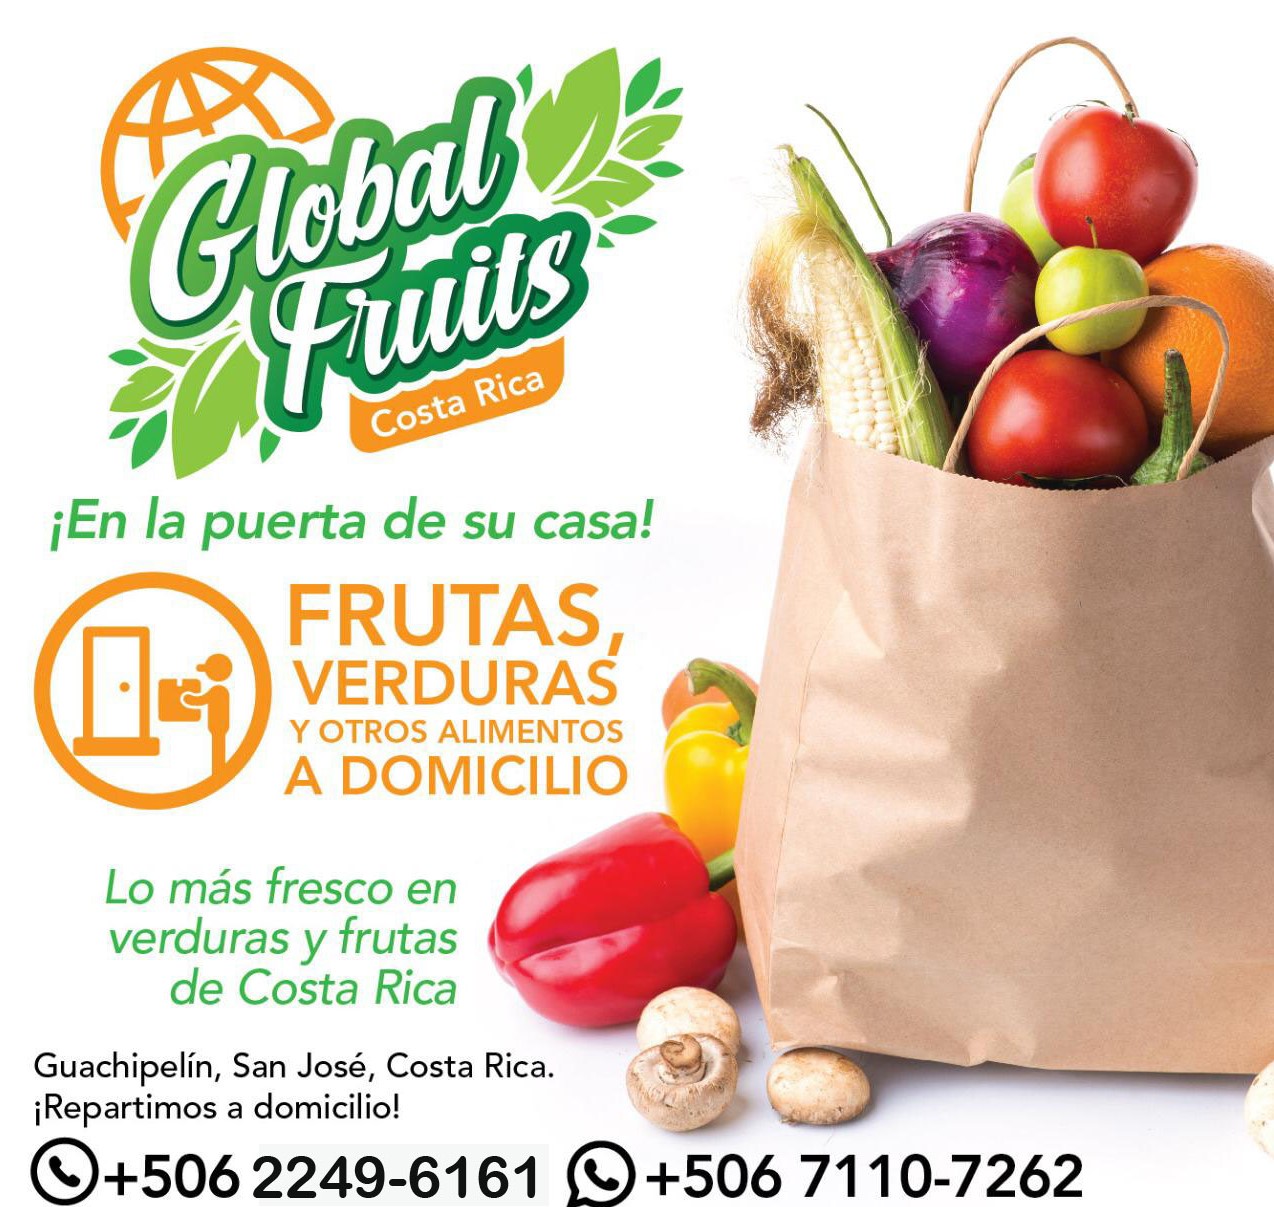 Global
Fruits
Costa Rica
¡En la puerta de su casa!
FRUTAS,
VERDURAS
Y OTROS ALIMENTOS
A DOMICILIO
Lo más fresco en
verduras y frutas
de Costa Rica
Guachipelín, San José, Costa Rica.
¡Repartimos a domicilio!
+506 2249-6161 +506 7110-7262